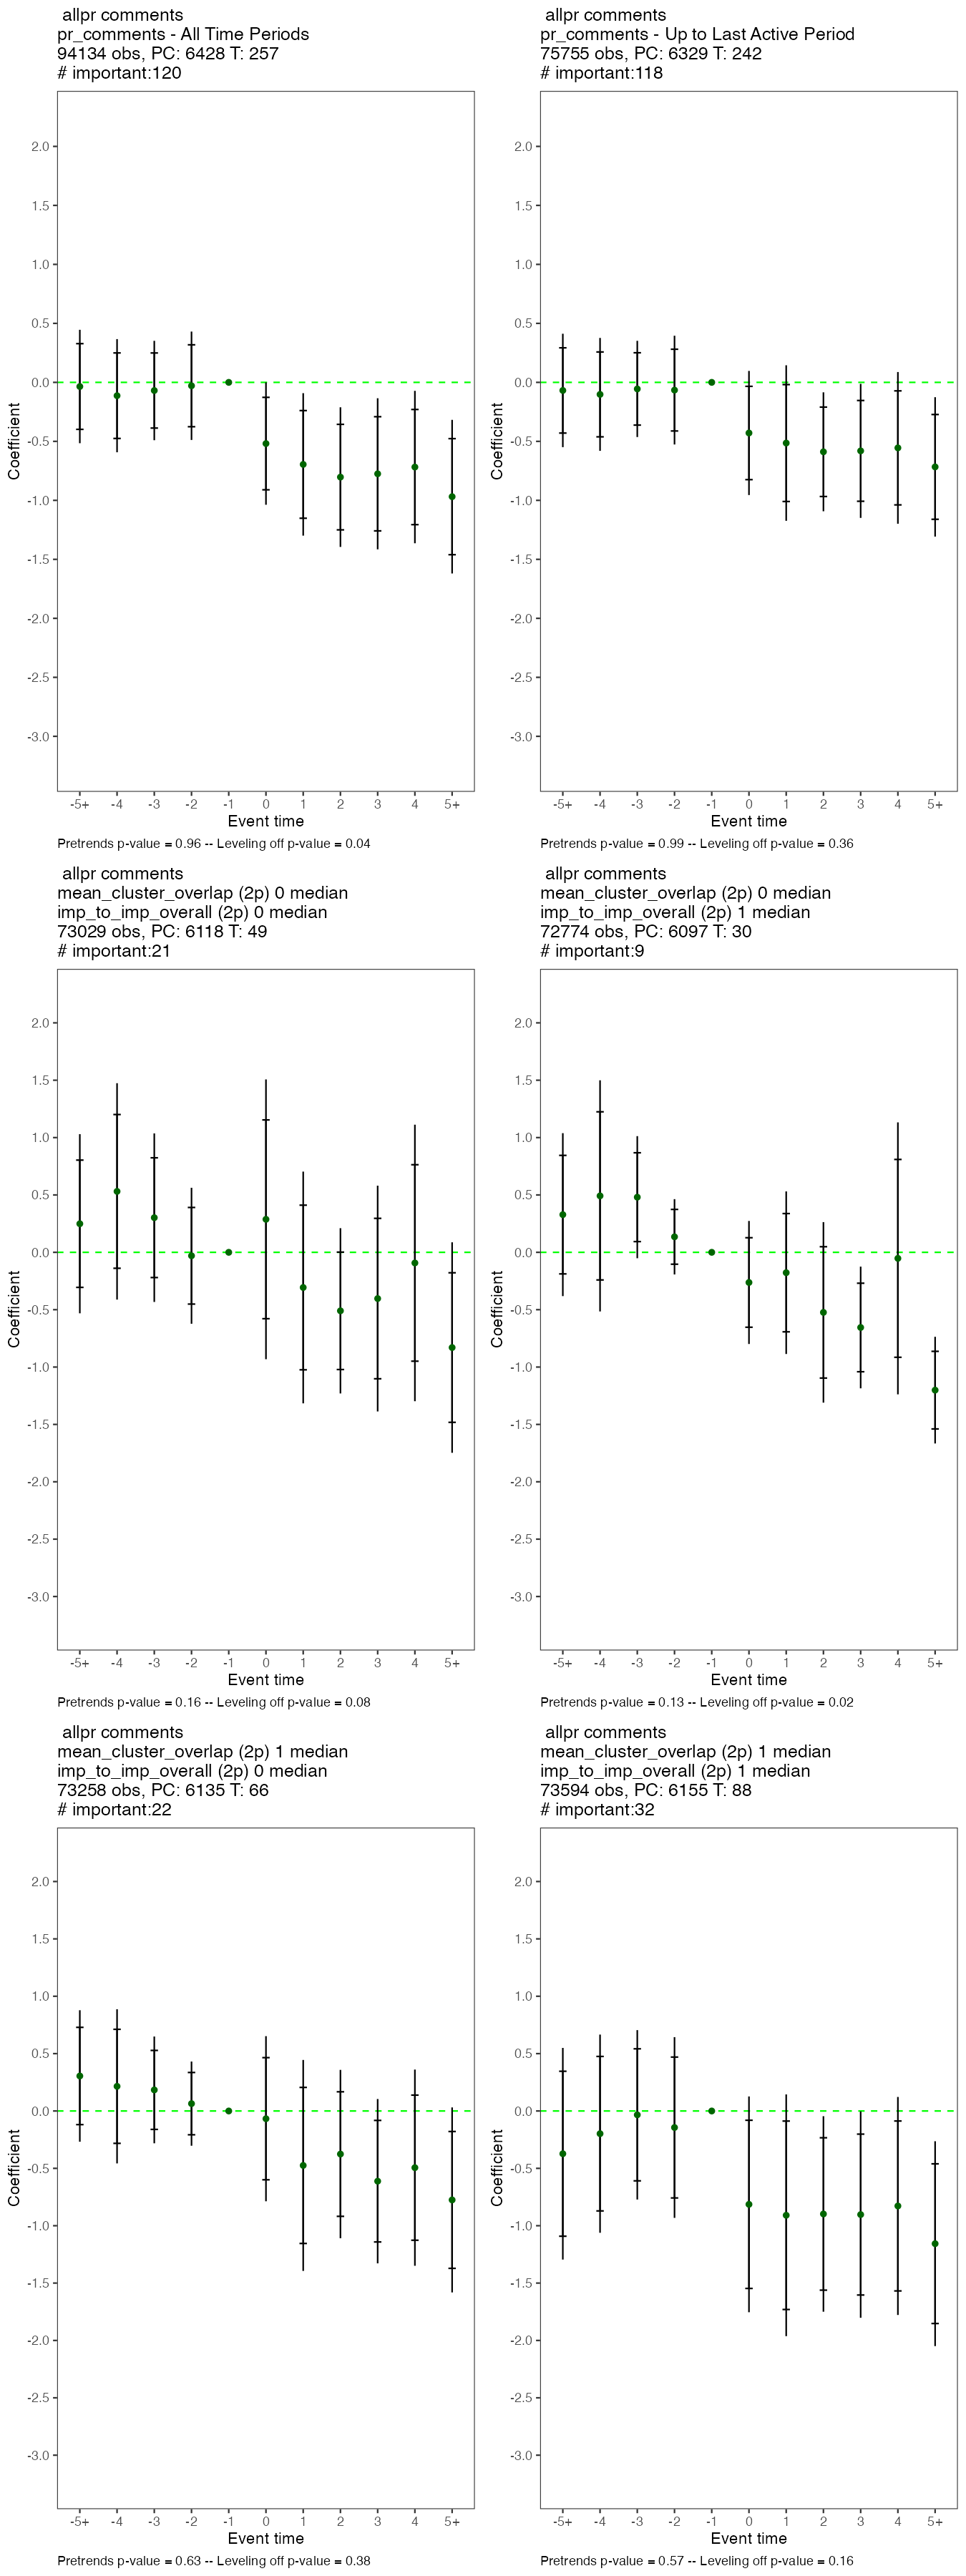 allpr comments
pr_comments - All Time Periods
94134 obs, PC: 6428 T: 257
# important:120
2.0
1.5
1.0
0.5
0.0
-0.5
-1.0
-1.5
-2.0
-2.5
-3.0
Coefficient
-5+ -4 -3 -2 -1 0 1 2 3 4 5+
Event time
Pretrends p-value = 0.96 -- Leveling off p-value = 0.04
allpr comments
pr_comments - Up to Last Active Period
75755 obs, PC: 6329 T: 242
# important:118
2.0
1.5
1.0
0.5
0.0
-0.5
-1.0
-1.5
-2.0
-2.5
-3.0
Coefficient
-5+ -4 -3 -2 -1 0 1 2 3 4 5+
Event time
Pretrends p-value = 0.99 -- Leveling off p-value = 0.36
allpr comments
mean_cluster_overlap (2p) 0 median
imp_to_imp_overall (2p) 0 median
73029 obs, PC: 6118 T: 49
# important:21
2.0
1.5
1.0
0.5
0.0
-0.5
-1.0
-1.5
-2.0
-2.5
-3.0
Coefficient
-5+ -4 -3 -2 -1 0 1 2 3 4 5+
Event time
Pretrends p-value = 0.16 -- Leveling off p-value = 0.08
allpr comments
mean_cluster_overlap (2p) 0 median
imp_to_imp_overall (2p) 1 median
72774 obs, PC: 6097 T: 30
# important:9
2.0
1.5
1.0
0.5
0.0
-0.5
-1.0
-1.5
-2.0
-2.5
-3.0
Coefficient
-5+ -4 -3 -2 -1 0 1 2 3 4 5+
Event time
Pretrends p-value = 0.13 -- Leveling off p-value = 0.02
allpr comments
mean_cluster_overlap (2p) 1 median
imp_to_imp_overall (2p) 0 median
73258 obs, PC: 6135 T: 66
# important:22
2.0
1.5
1.0
0.5
0.0
-0.5
-1.0
-1.5
-2.0
-2.5
-3.0
Coefficient
-5+ -4 -3 -2 -1 0 1 2 3 4 5+
Event time
Pretrends p-value = 0.63 -- Leveling off p-value = 0.38
allpr comments
mean_cluster_overlap (2p) 1 median
imp_to_imp_overall (2p) 1 median
73594 obs, PC: 6155 T: 88
# important:32
2.0
1.5
1.0
0.5
0.0
-0.5
-1.0
-1.5
-2.0
-2.5
-3.0
Coefficient
-5+ -4 -3 -2 -1 0 1 2 3 4 5+
Event time
Pretrends p-value = 0.57 -- Leveling off p-value = 0.16